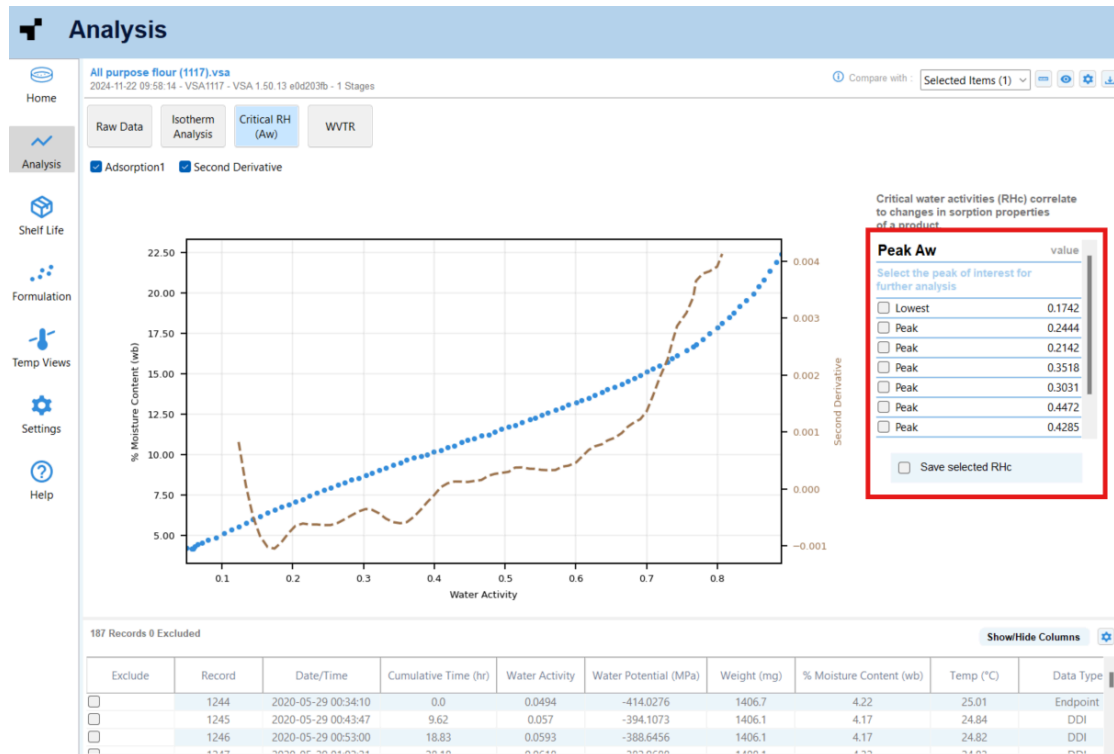 Analysis
Home
Analysis
Shelf Life
Formulation
Temp Views
Settings
Help
All purpose flour (1117).vsa
2024-11-22 09:58:14 - VSA1117 - VSA 1.50.13 e0d203fb - 1 Stages
Compare with :
Selected Items (1)
Raw Data
Isotherm
Analysis
Critical RH
(Aw)
WVTR
Adsorption1
Second Derivative
Critical water activities (RHc) correlate
to changes in sorption properties
of a product
Peak Aw value
Select the peak of interest for
further analysis
Lowest 0.1742
Peak 0.2444
Peak 0.2142
Peak 0.3518
Peak 0.3031
Peak 0.4472
Peak 0.4285
Save selected RHc
% Moisture Content (wb)
22.50
20.00
17.50
15.00
12.50
10.00
7.50
5.00
0.1 0.2 0.3 0.4 0.5 0.6 0.7 0.8
Water Activity
0.004
0.003
0.002
0.001
0.000
−0.001
Second Derivative
187 Records 0 Excluded
Show/Hide Columns
Exclude Record Date/Time Cumulative Time (hr) Water Activity Water Potential (MPa) Weight (mg) % Moisture Content (wb) Temp (°C) Data Type
1244 2020-05-29 00:34:10 0.0 0.0494 -414.0276 1406.7 4.22 25.01 Endpoint
1245 2020-05-29 00:43:47 9.62 0.057 -394.1073 1406.1 4.17 24.84 DDI
1246 2020-05-29 00:53:00 18.83 0.0593 -388.6456 1406.1 4.17 24.82 DDI